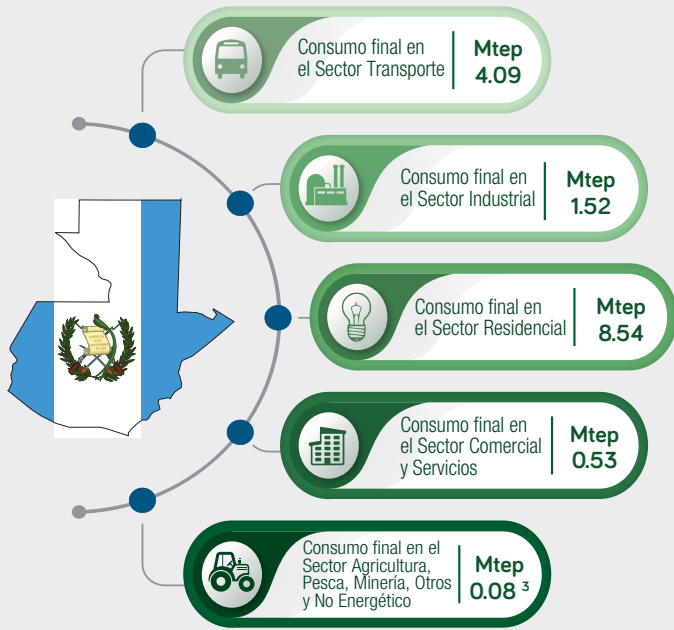 Consumo final en
el Sector Transporte
Mtep
4.09
Consumo final en
el Sector Industrial
Mtep
1.52
Consumo final en
el Sector Residencial
Mtep
8.54
Consumo final en
el Sector Comercial
y Servicios
Mtep
0.53
Consumo final en el
Sector Agricultura,
Pesca, Minería, Otros
y No Energético
Mtep
0.08 ³